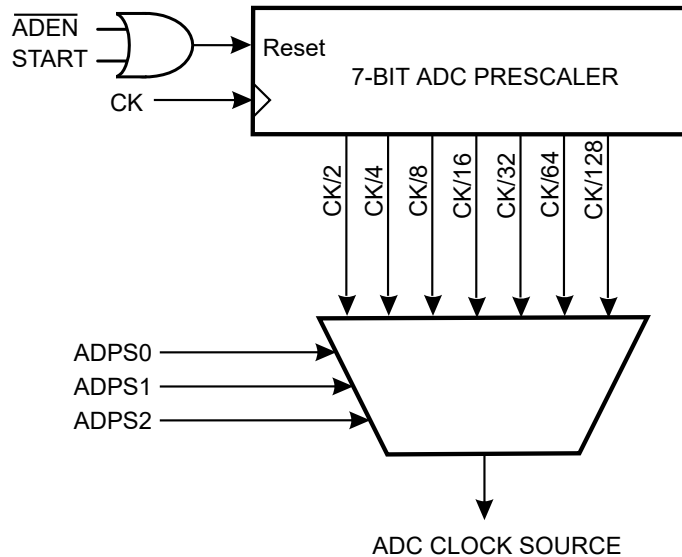 ADEN
START
Reset
7-BIT ADC PRESCALER
CK
CK/2
CK/4
CK/8
CK/16
CK/32
CK/64
CK/128
ADPS0
ADPS1
ADPS2
ADC CLOCK SOURCE